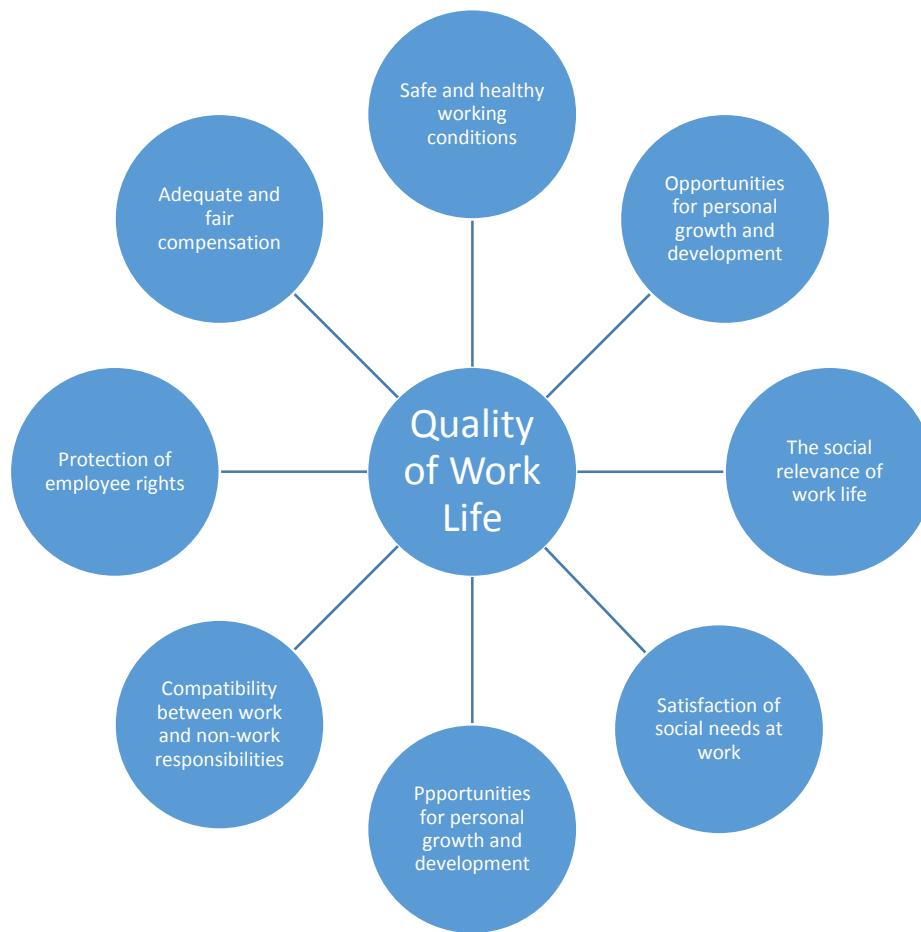 Safe and healthy
working
conditions
Opportunities
for personal
growth and
development
The social
relevance of
work life
Satisfaction of
social needs at
work
Ppportunities
for personal
growth and
development
Compatibility
between work
and non-work
responsibilities
Protection of
employee rights
Adequate and
fair
compensation
Quality
of Work
Life